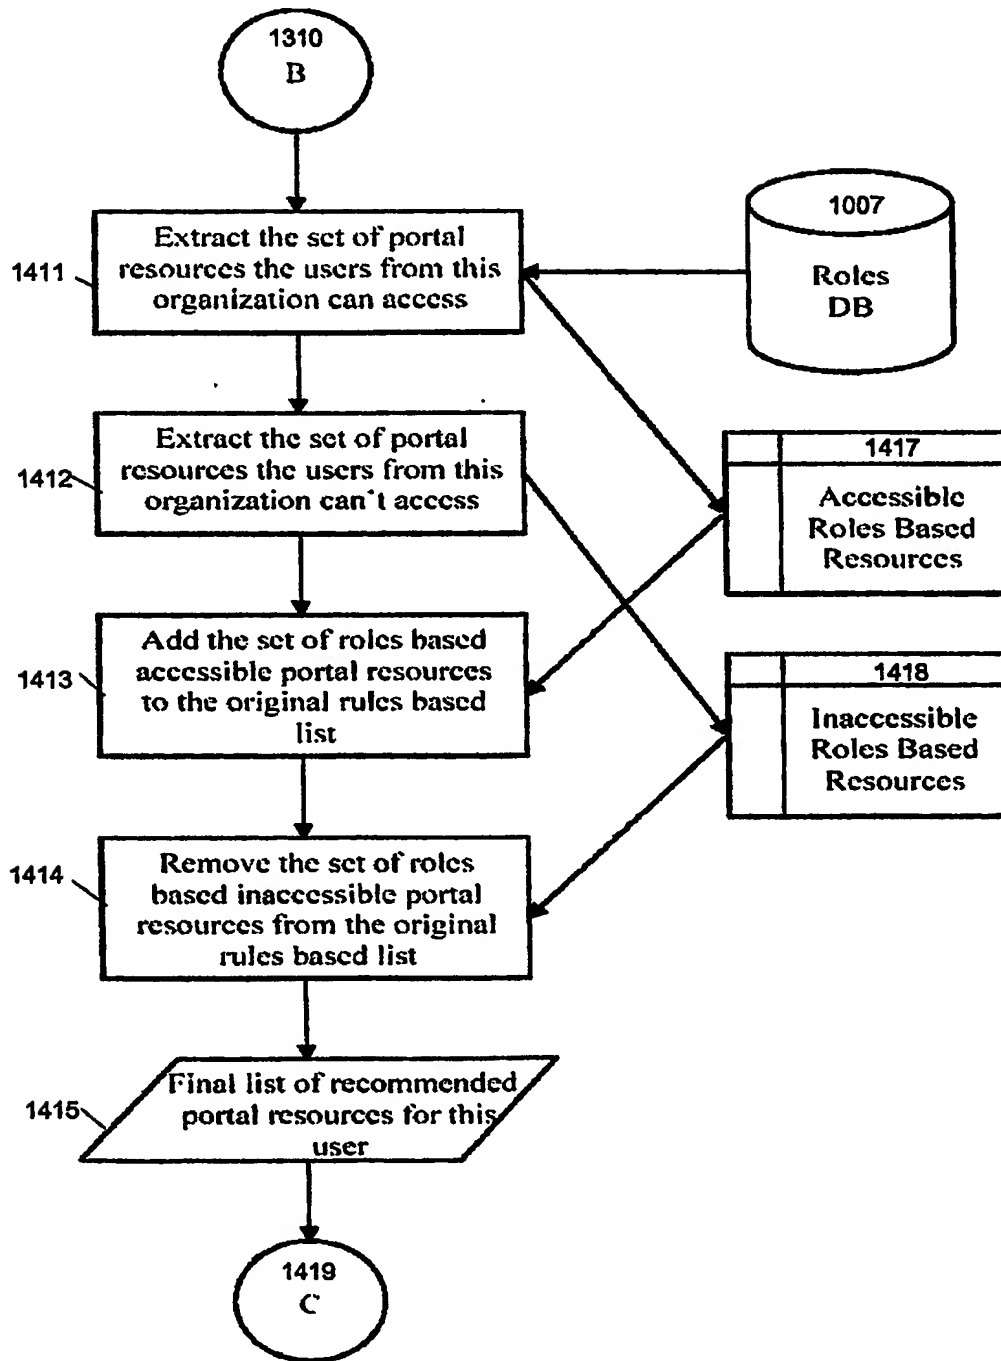 1310
B
1411
Extract the set of portal
resources the users from this
organization can access
1007
Roles
DB
1412
Extract the set of portal
resources the users from this
organization can't access
1417
Accessible
Roles Based
Resources
1413
Add the set of roles based
accessible portal resources
to the original rules based
list
1418
Inaccessible
Roles Based
Resources
1414
Remove the set of roles
based inaccessible portal
resources from the original
rules based list
1415
Final list of recommended
portal resources for this
user
1419
C